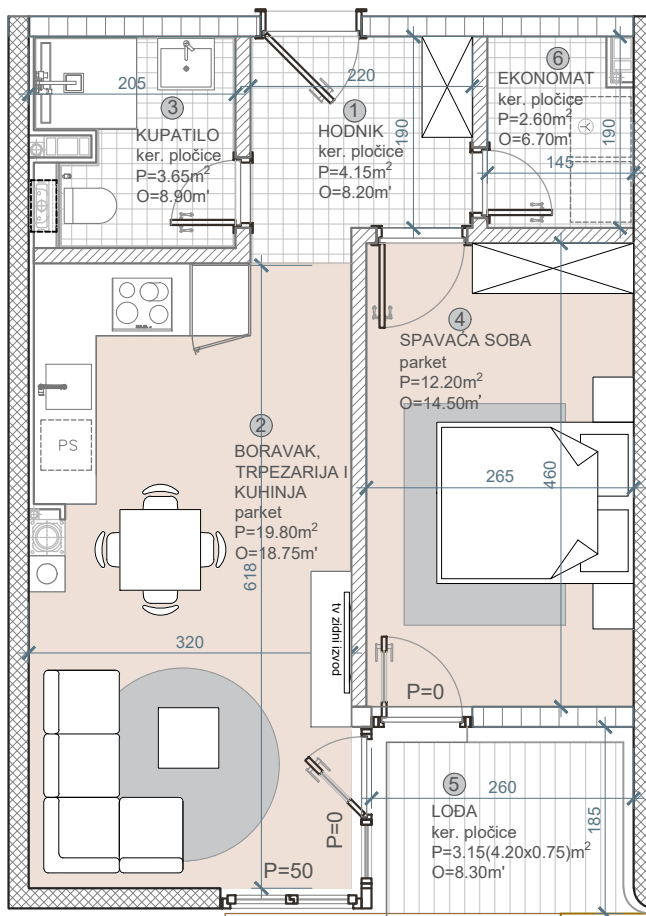 205
3
KUPATILO
ker. pločice
P=3.65m²
O=8.90m'
220
1
HODNIK
ker. pločice
P=4.15m²
O=8.20m'
190
6
EKONOMAT
ker. pločice
P=2.60m²
O=6.70m'
190
145
4
SPAVAĆA SOBA
parket
P=12.20m²
O=14.50m'
265
460
P=0
2
BORAVAK,
TRPEZARIJA I
KUHINJA
parket
P=19.80m²
O=18.75m'
618
320
PS
tv zidni izvod
P=0
P=50
5
260
LOĐA
ker. pločice
P=3.15(4.20x0.75)m²
O=8.30m'
185